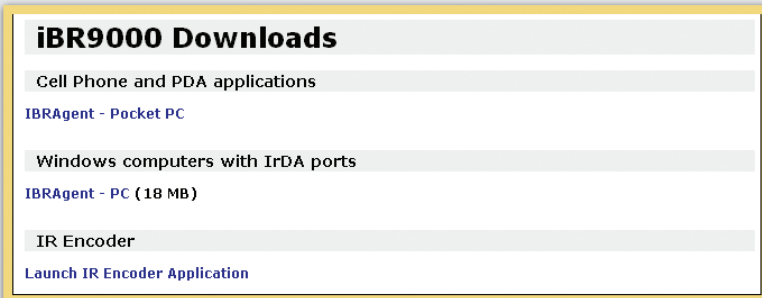 iBR9000 Downloads
Cell Phone and PDA applications
IBRAgent - Pocket PC
Windows computers with IrDA ports
IBRAgent - PC (18 MB)
IR Encoder
Launch IR Encoder Application